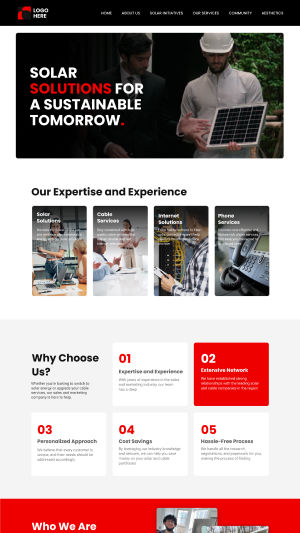 LOGO
HERE
HOME
ABOUT US
SOLAR INITIATIVES
OUR SERVICES
COMMUNITY
AESTHETICS
SOLAR
SOLUTIONS FOR
A SUSTAINABLE
TOMORROW.
Our Expertise and Experience
Solar
Solutions
Cable
Services
Internet
Solutions
Phone
Services
Why Choose
Us?
Whether you're looking to switch to
solar energy or upgrade your cable
services, our sales and marketing
company is here to help.
01
Expertise and Experience
With years of experience in the sales
and marketing industry, our team
has a deep
02
Extensive Network
We have established strong
relationships with the leading solar
and cable companies in the region
03
Personalized Approach
We believe that every customer is
unique, and their needs should be
addressed accordingly.
04
Cost Savings
By leveraging our industry knowledge
and network, we can help you save
money on your solar and cable
purchases
05
Hassle-Free Process
We handle all the research,
negotiations, and paperwork for you,
making the process of finding
Who We Are